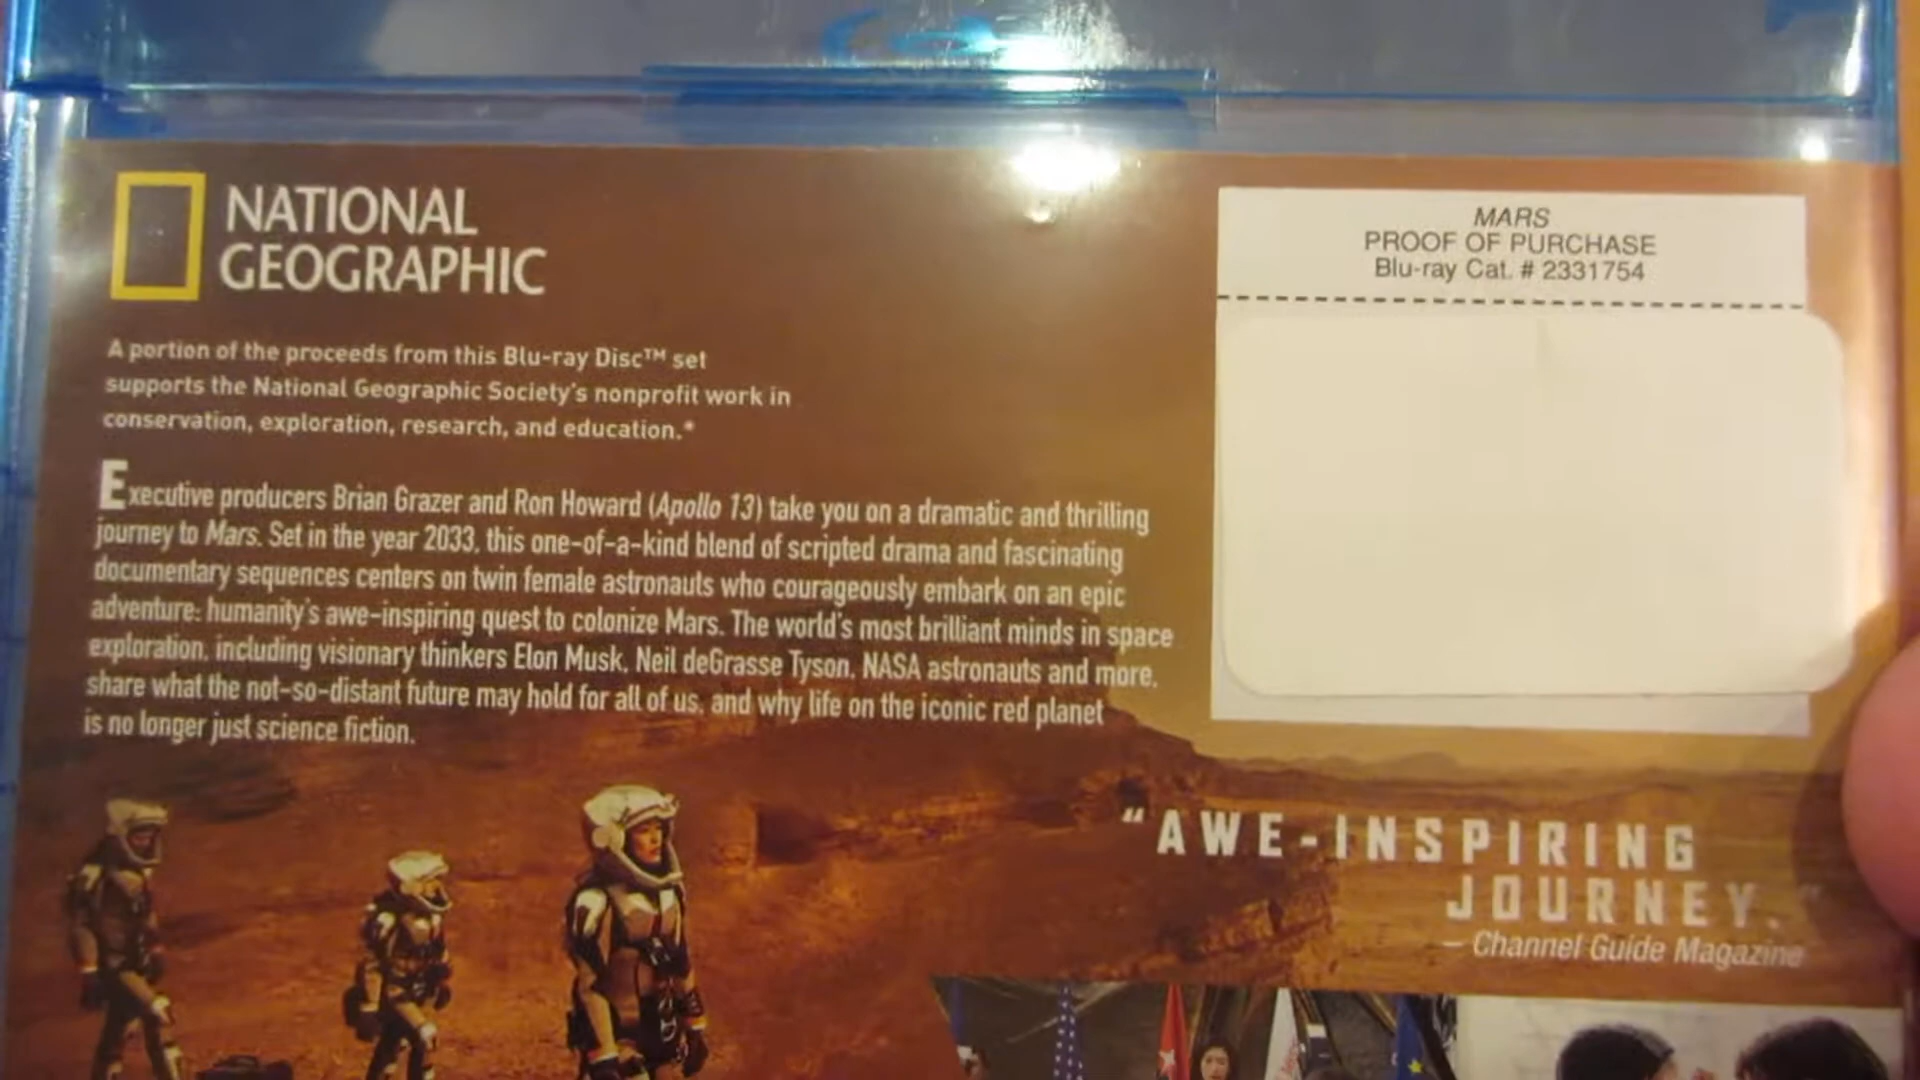 NATIONAL
GEOGRAPHIC
A portion of the proceeds from this Blu-ray Disc™ set
supports the National Geographic Society's nonprofit work in
conservation, exploration, research, and education.*
Executive producers Brian Grazer and Ron Howard (Apollo 13) take you on a dramatic and thrilling
journey to Mars. Set in the year 2033, this one-of-a-kind blend of scripted drama and fascinating
documentary sequences centers on twin female astronauts who courageously embark on an epic
adventure: humanity's awe-inspiring quest to colonize Mars. The world's most brilliant minds in space
exploration, including visionary thinkers Elon Musk, Neil deGrasse Tyson, NASA astronauts and more,
share what the not-so-distant future may hold for all of us, and why life on the iconic red planet
is no longer just science fiction.
MARS
PROOF OF PURCHASE
Blu-ray Cat. # 2331754
"AWE-INSPIRING
JOURNEY."
– Channel Guide Magazine